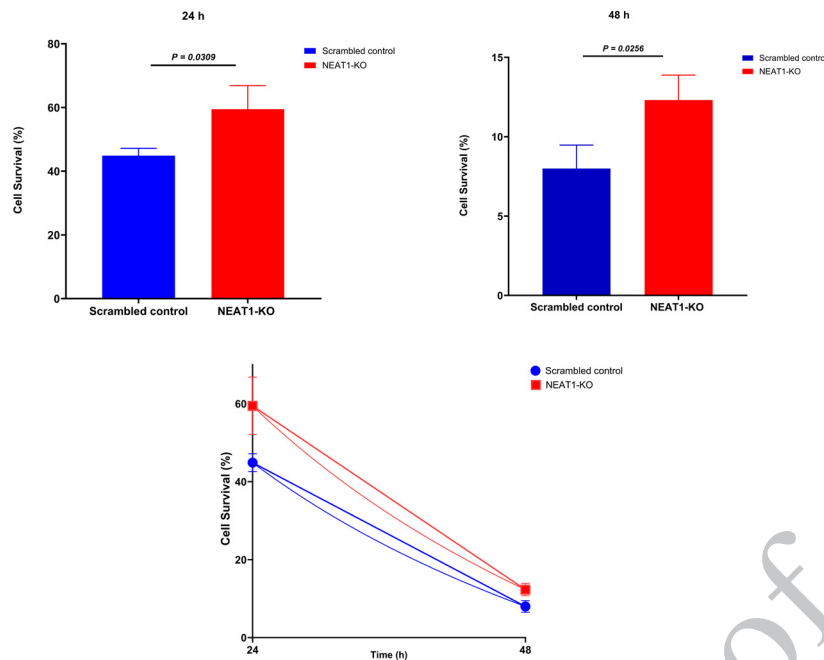 24 h
Cell Survival (%)
80
60
40
20
0
P = 0.0309
Scrambled control
NEAT1-KO
Scrambled control
NEAT1-KO
48 h
Cell Survival (%)
15
10
5
0
P = 0.0256
Scrambled control
NEAT1-KO
Scrambled control
NEAT1-KO
Cell Survival (%)
60
40
20
0
24
48
Time (h)
Scrambled control
NEAT1-KO
of